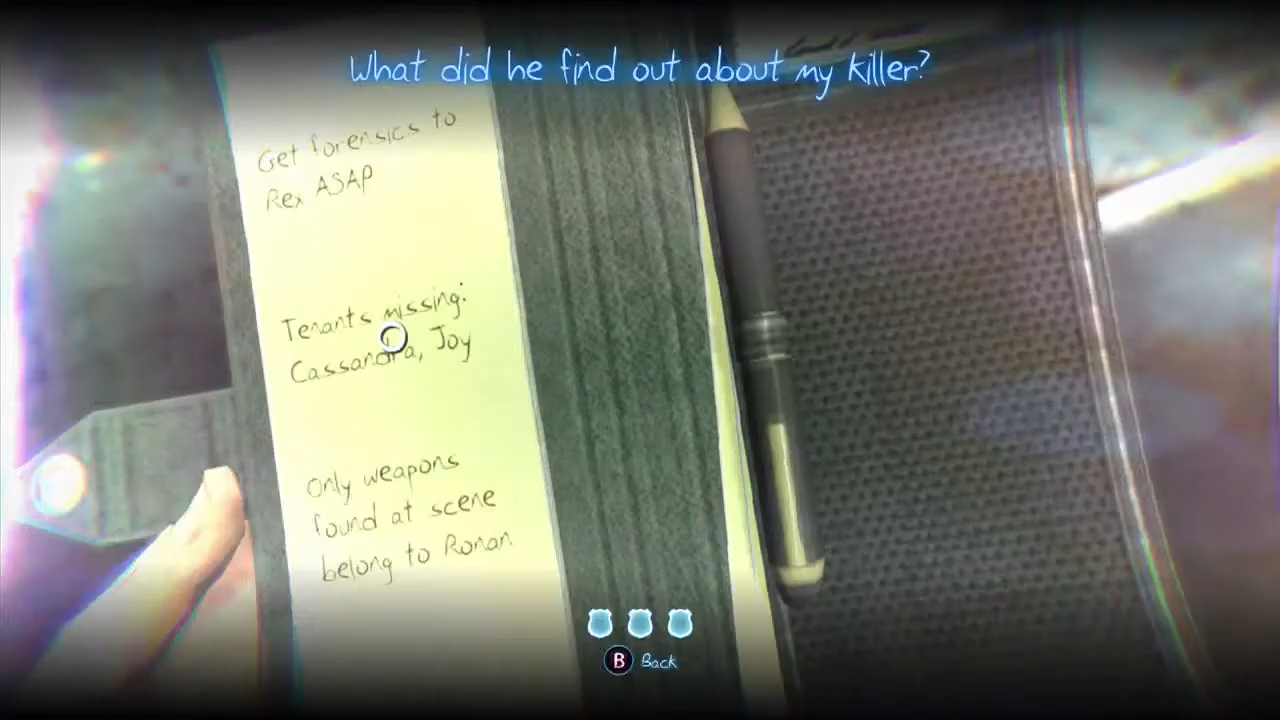 What did he find out about my killer?
Get forensics to
Rex ASAP
Tenants missing:
Cassandra, Joy
Only weapons
found at scene
belong to Ronan
B Back